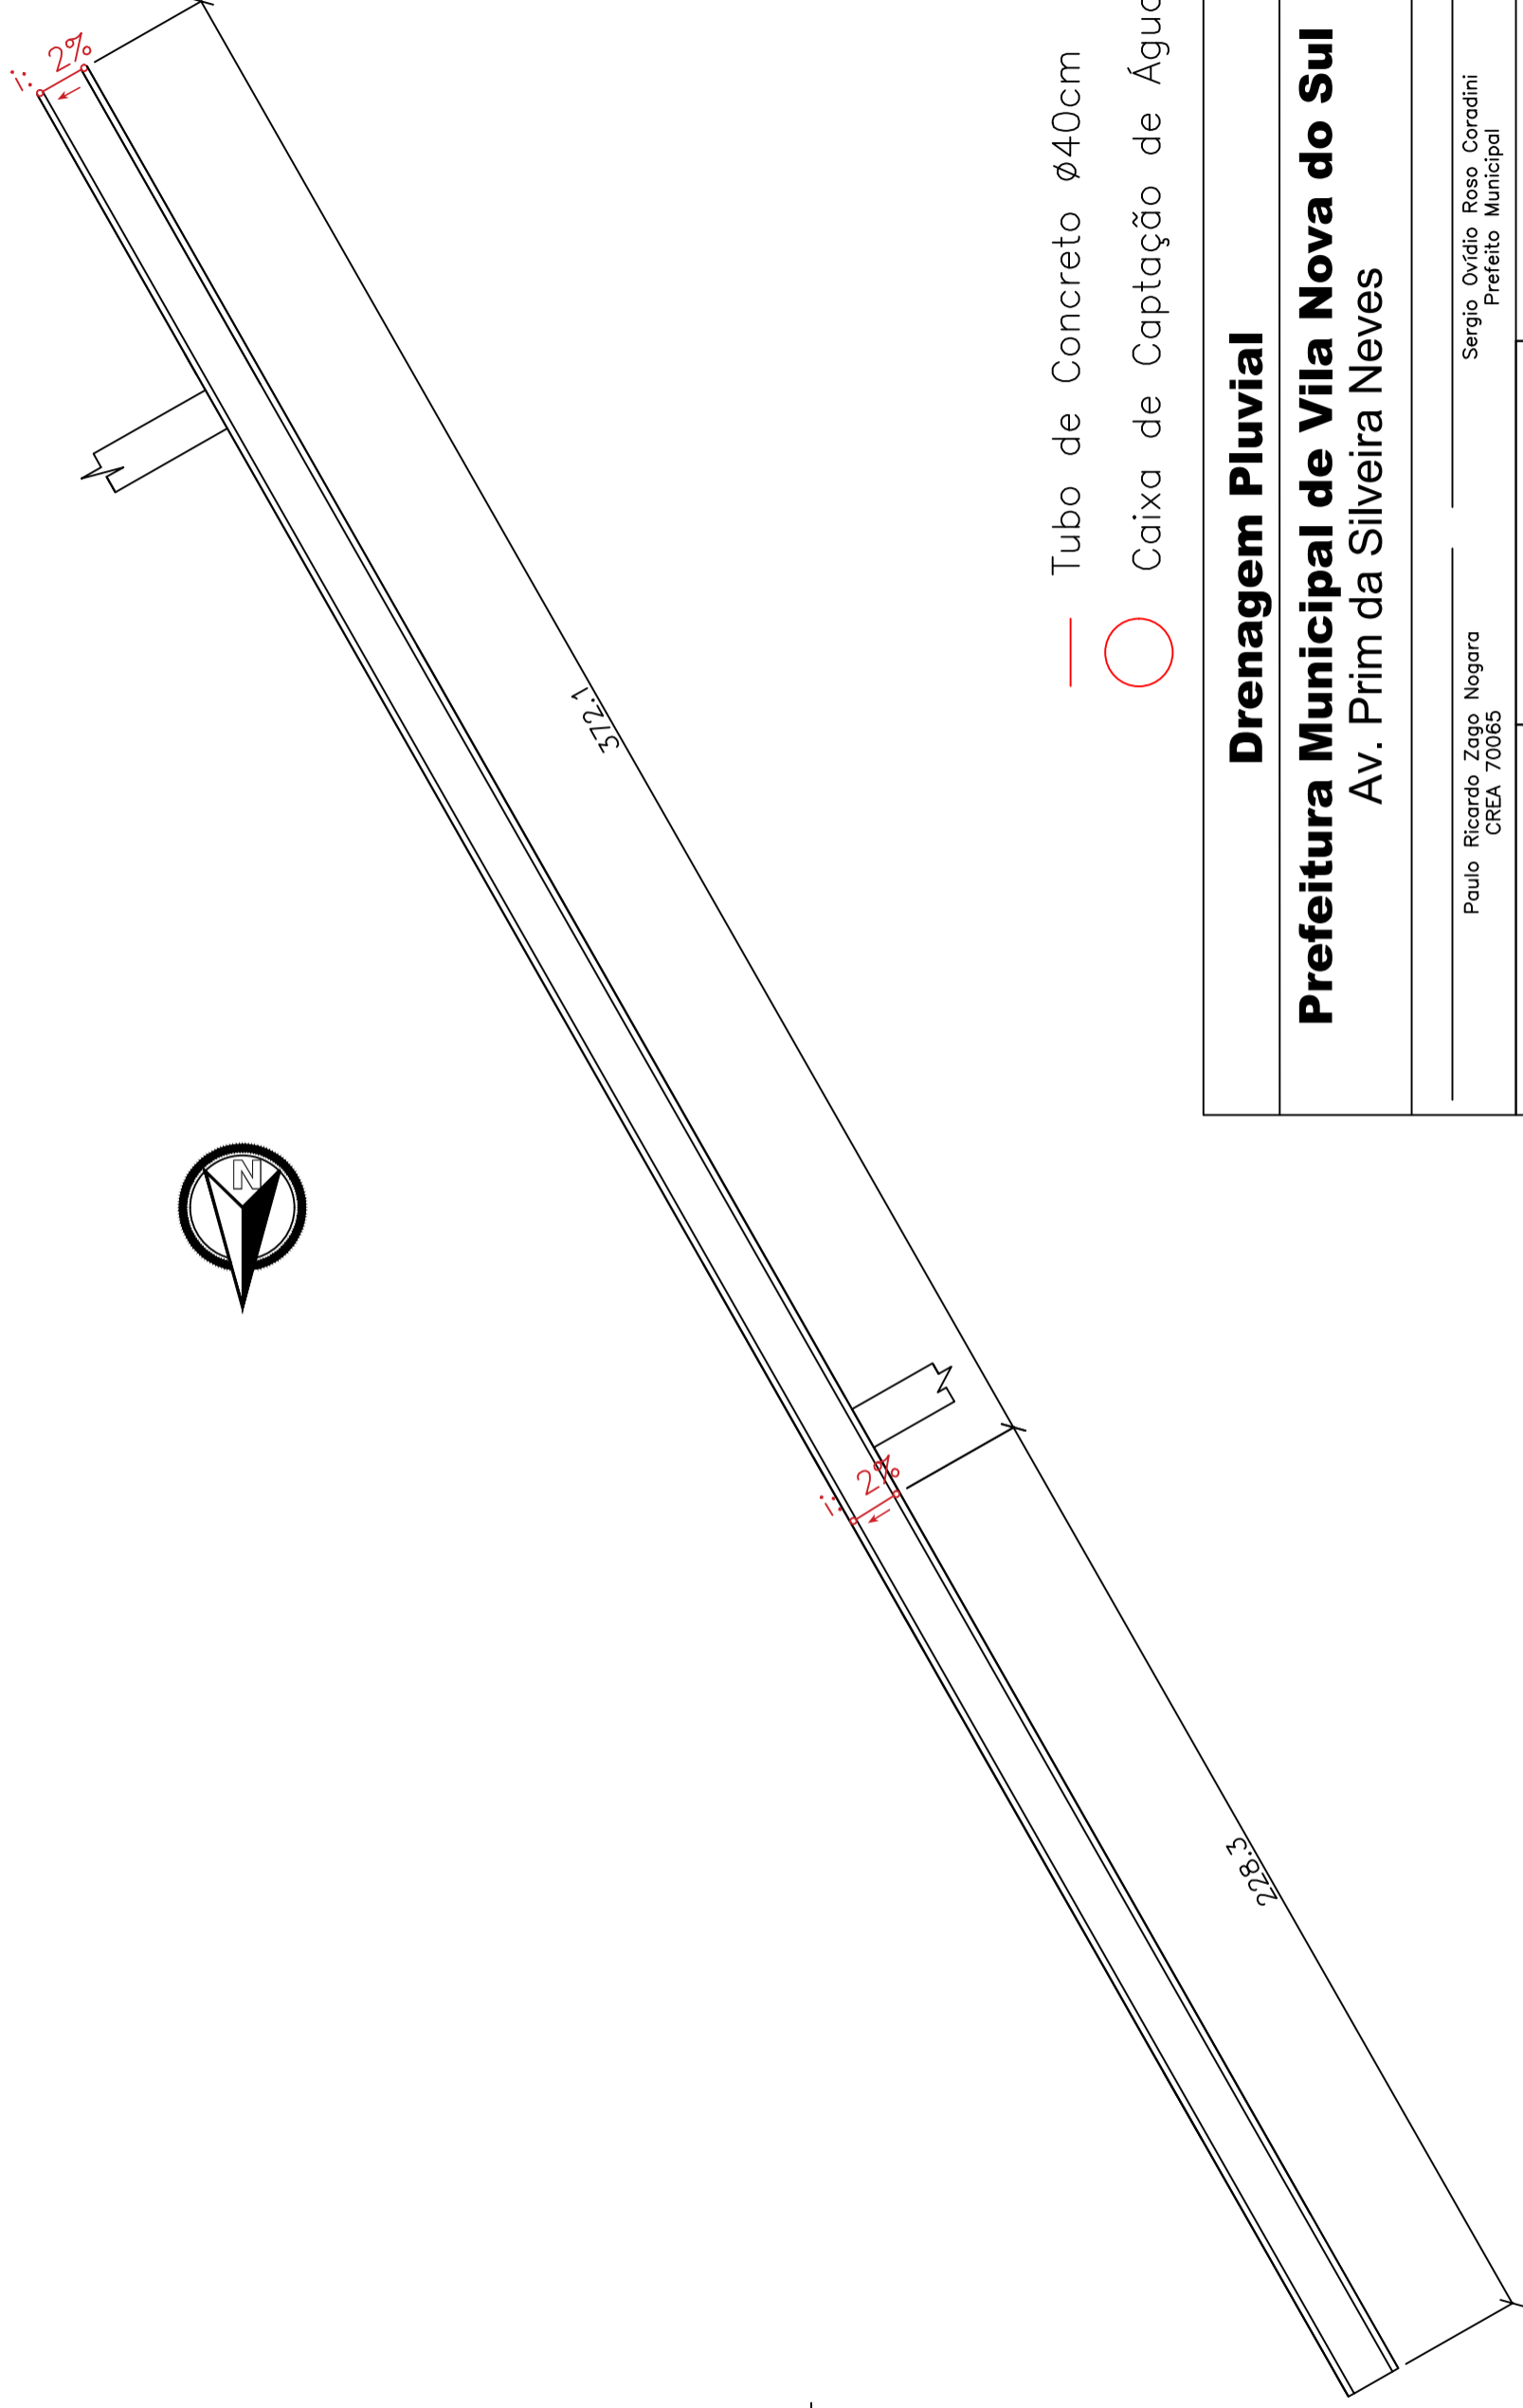 i: 2%
372.1
N
i: 2%
228.3
Tubo de Concreto ø40cm
Caixa de Captação de
Drenagem Pluvial
Prefeitura Municipal de Vila Nova do Sul
Av. Prim da Silveira Neves
Paulo Ricardo Zago Nogara
CREA 70065
Sergio Ovídio Roso Coradini
Prefeito Municipal